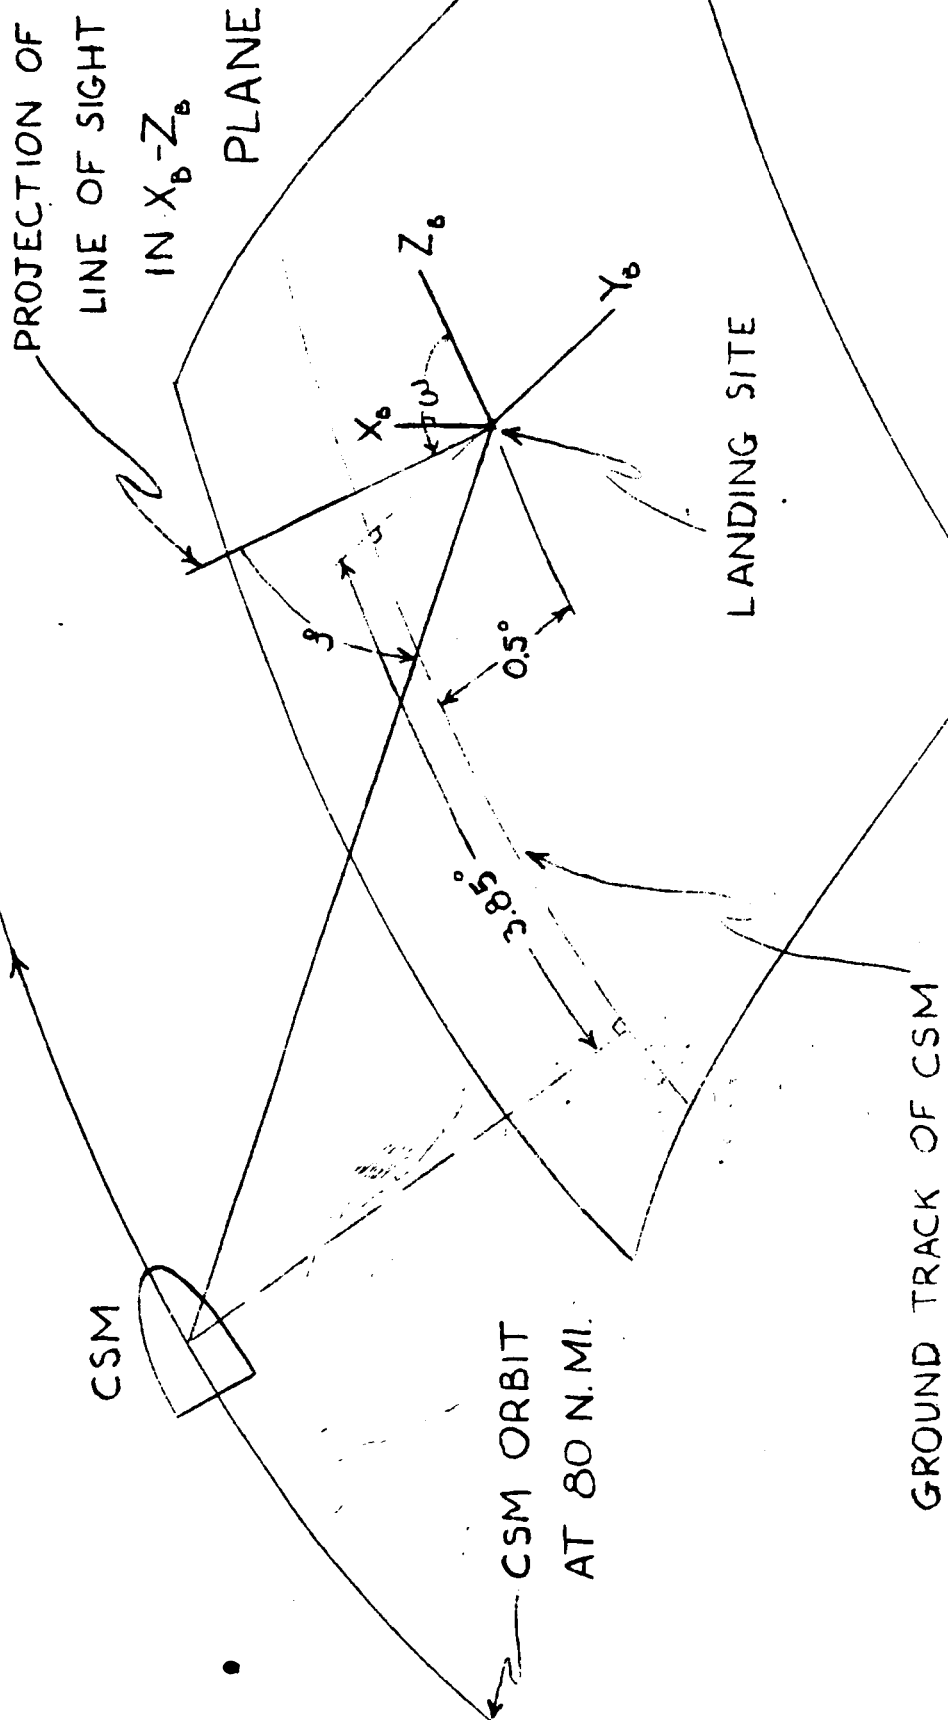 PROJECTION OF
LINE OF SIGHT
IN X_B-Z_B
PLANE
CSM
Z_B
X_B
Y_B
ω
0.5°
3.85°
LANDING SITE
CSM ORBIT
AT 80 N.MI.
GROUND TRACK OF CSM